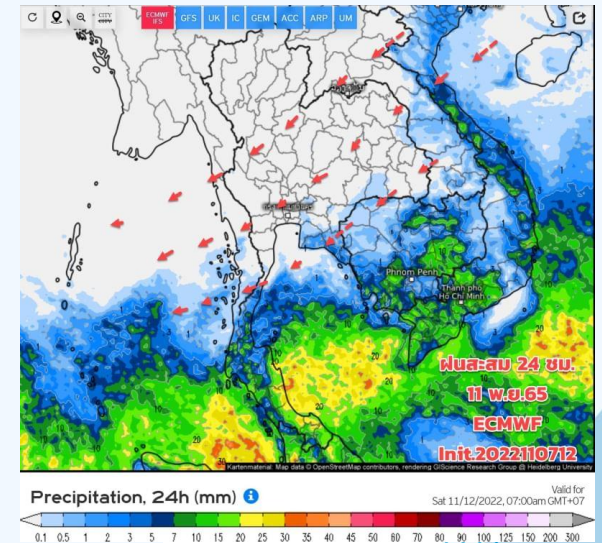 CITY
ECMWF IFS GFS UK IC GEM ACC ARP UM
Phnom Penh
Thành phố
Hồ Chí Minh
ฝนสะสม 24 ชม.
11 พ.ย.65
ECMWF
Init.2022110712
Kartenmaterial: Map data © OpenStreetMap contributors, rendering GIScience Research Group @ Heidelberg University
Precipitation, 24h (mm)
Valid for
Sat 11/12/2022, 07:00am GMT+07
0.1 0.5 1 2 3 5 7 10 15 20 25 30 35 40 45 50 60 70 80 90 100 125 150 200 300